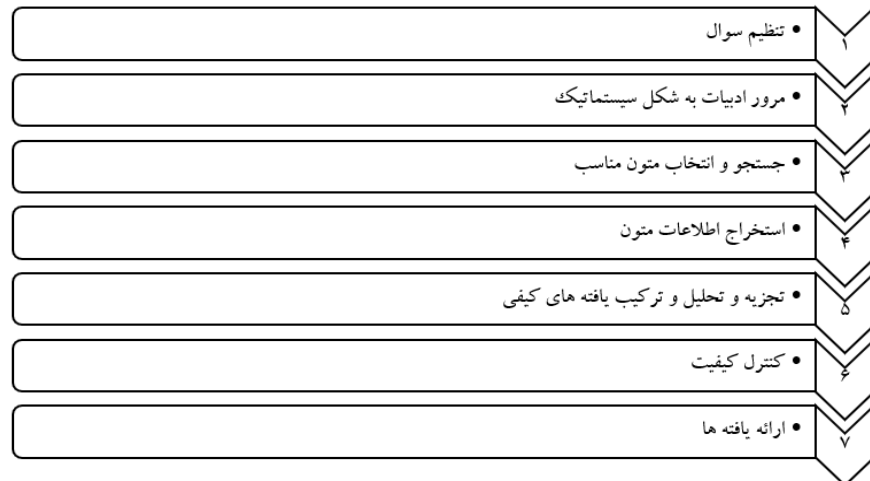 ۱
• تنظیم سوال
۲
• مرور ادبیات به شکل سیستماتیک
۳
• جستجو و انتخاب متون مناسب
۴
• استخراج اطلاعات متون
۵
• تجزیه و تحلیل و ترکیب یافته های کیفی
۶
• کنترل کیفیت
۷
• ارائه یافته ها